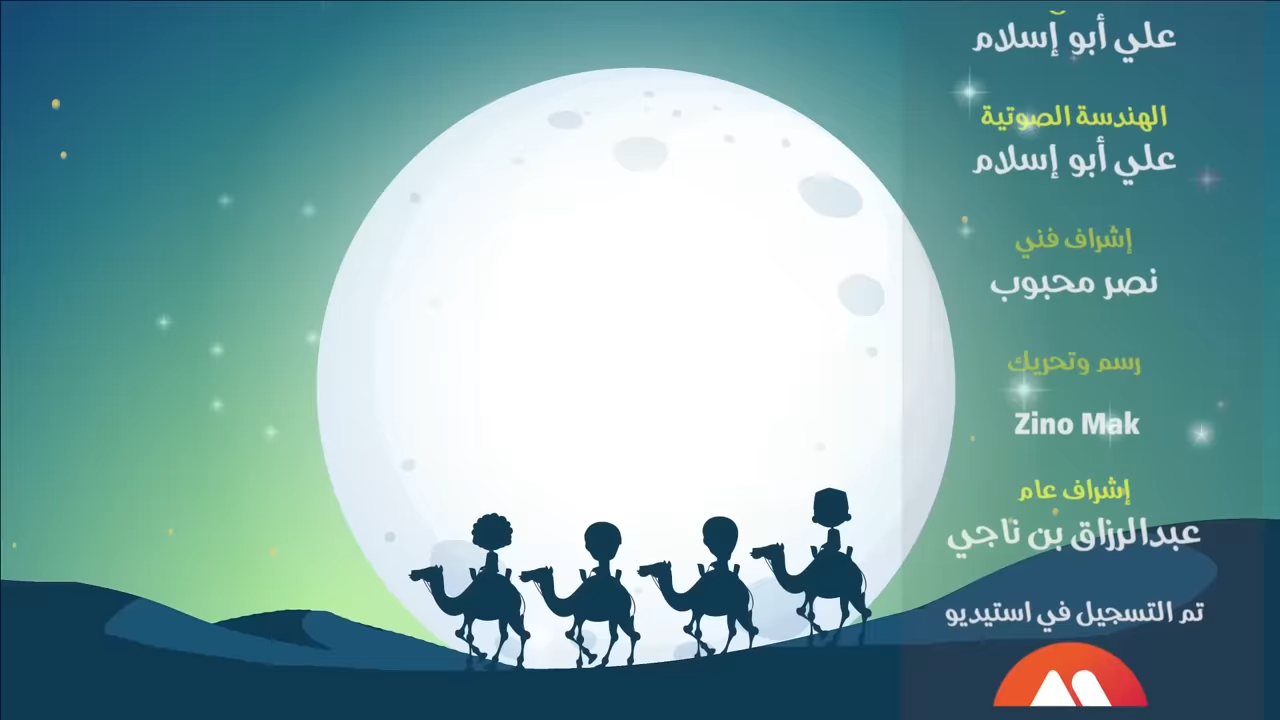 علي أبو إسلام
الهندسة الصوتية
علي أبو إسلام
إشراف فني
نصر محبوب
رسم وتحريك
Zino Mak
إشراف عام
عبدالرزاق بن ناجي
تم التسجيل في استيديو